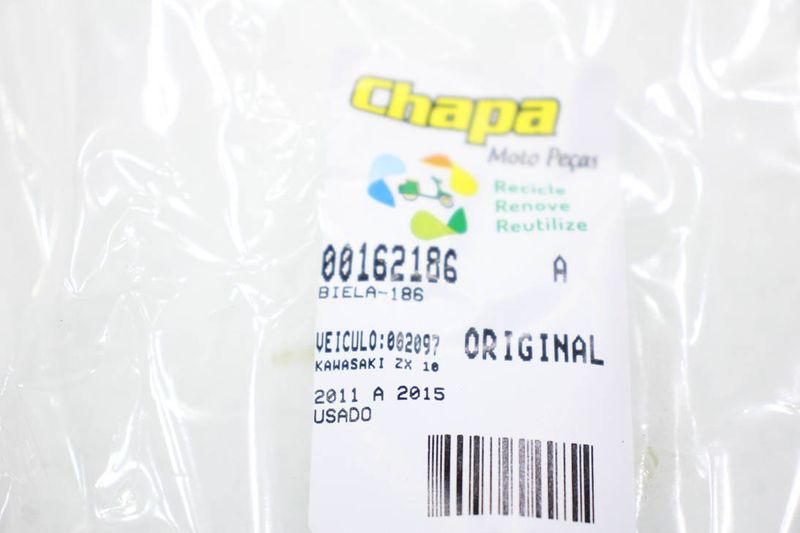 Chapa
Moto Peças
Recicle
Renove
Reutilize
00162186 A
BIELA-186
VEICULO:002097 ORIGINAL
KAWASAKI ZX 10
2011 A 2015
USADO